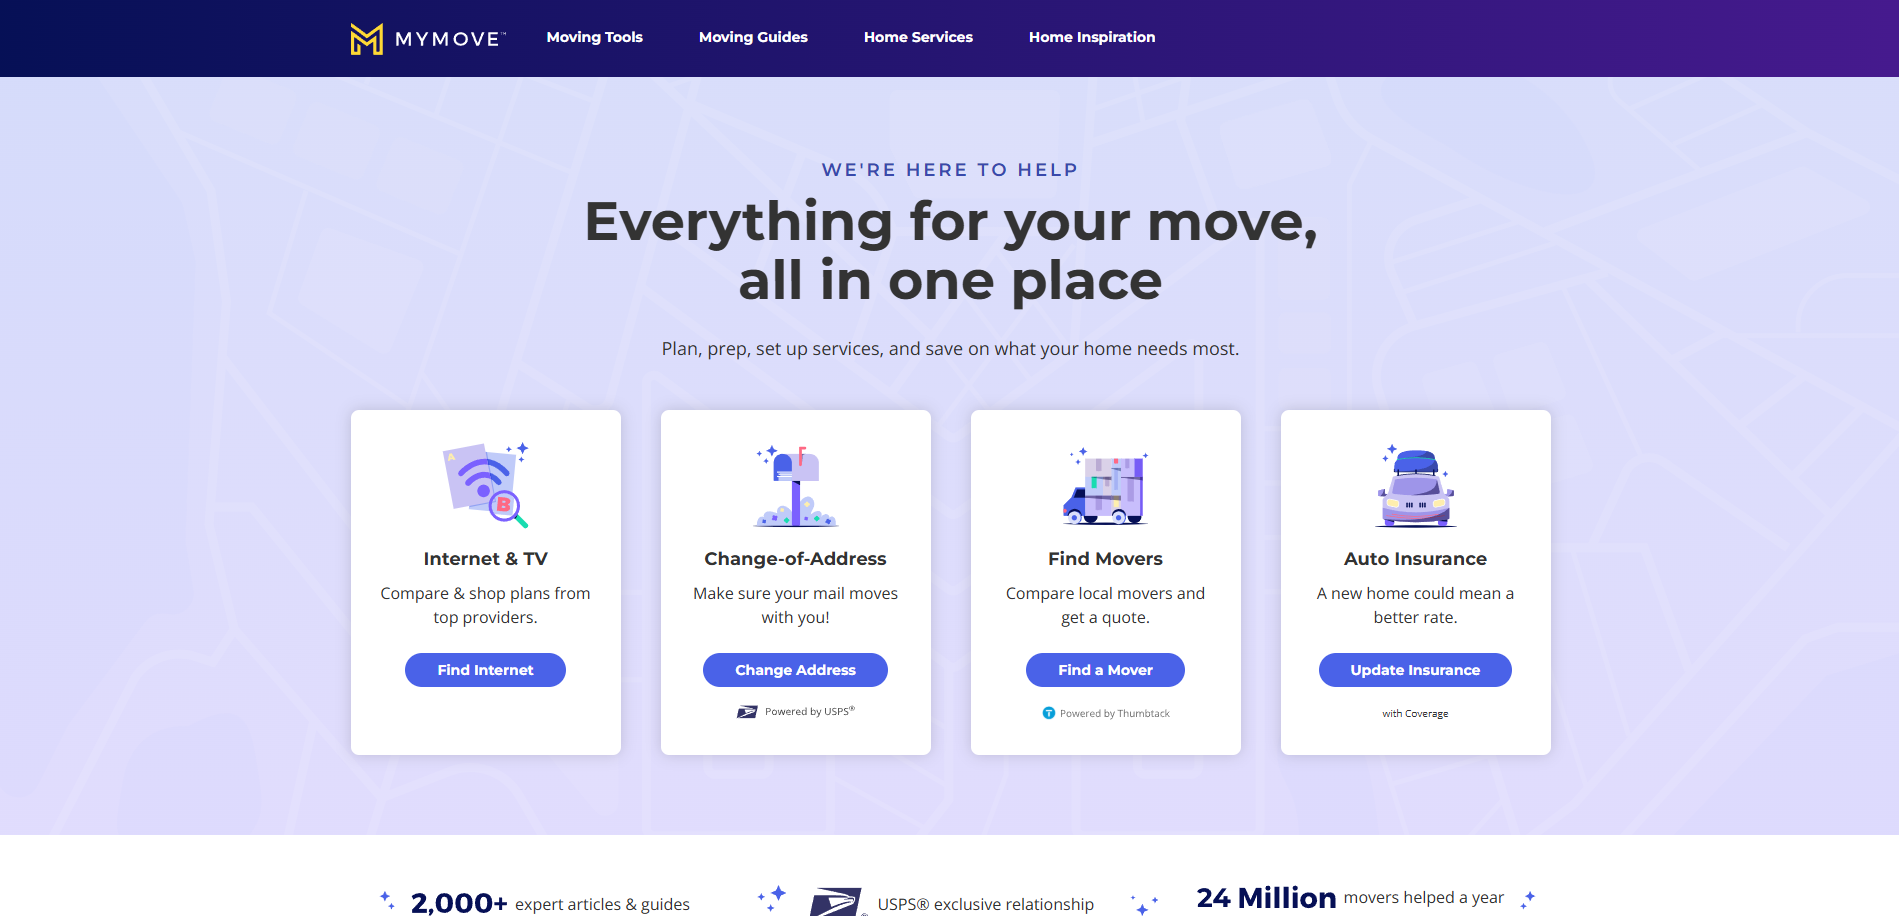 MYMOVE™
Moving Tools
Moving Guides
Home Services
Home Inspiration
WE'RE HERE TO HELP
Everything for your move,
all in one place
Plan, prep, set up services, and save on what your home needs most.
A
B
Internet & TV
Compare & shop plans from
top providers.
Find Internet
Change-of-Address
Make sure your mail moves
with you!
Change Address
Powered by USPS®
Find Movers
Compare local movers and
get a quote.
Find a Mover
T Powered by Thumbtack
Auto Insurance
A new home could mean a
better rate.
Update Insurance
with Coverage
2,000+ expert articles & guides
® USPS® exclusive relationship
24 Million movers helped a year